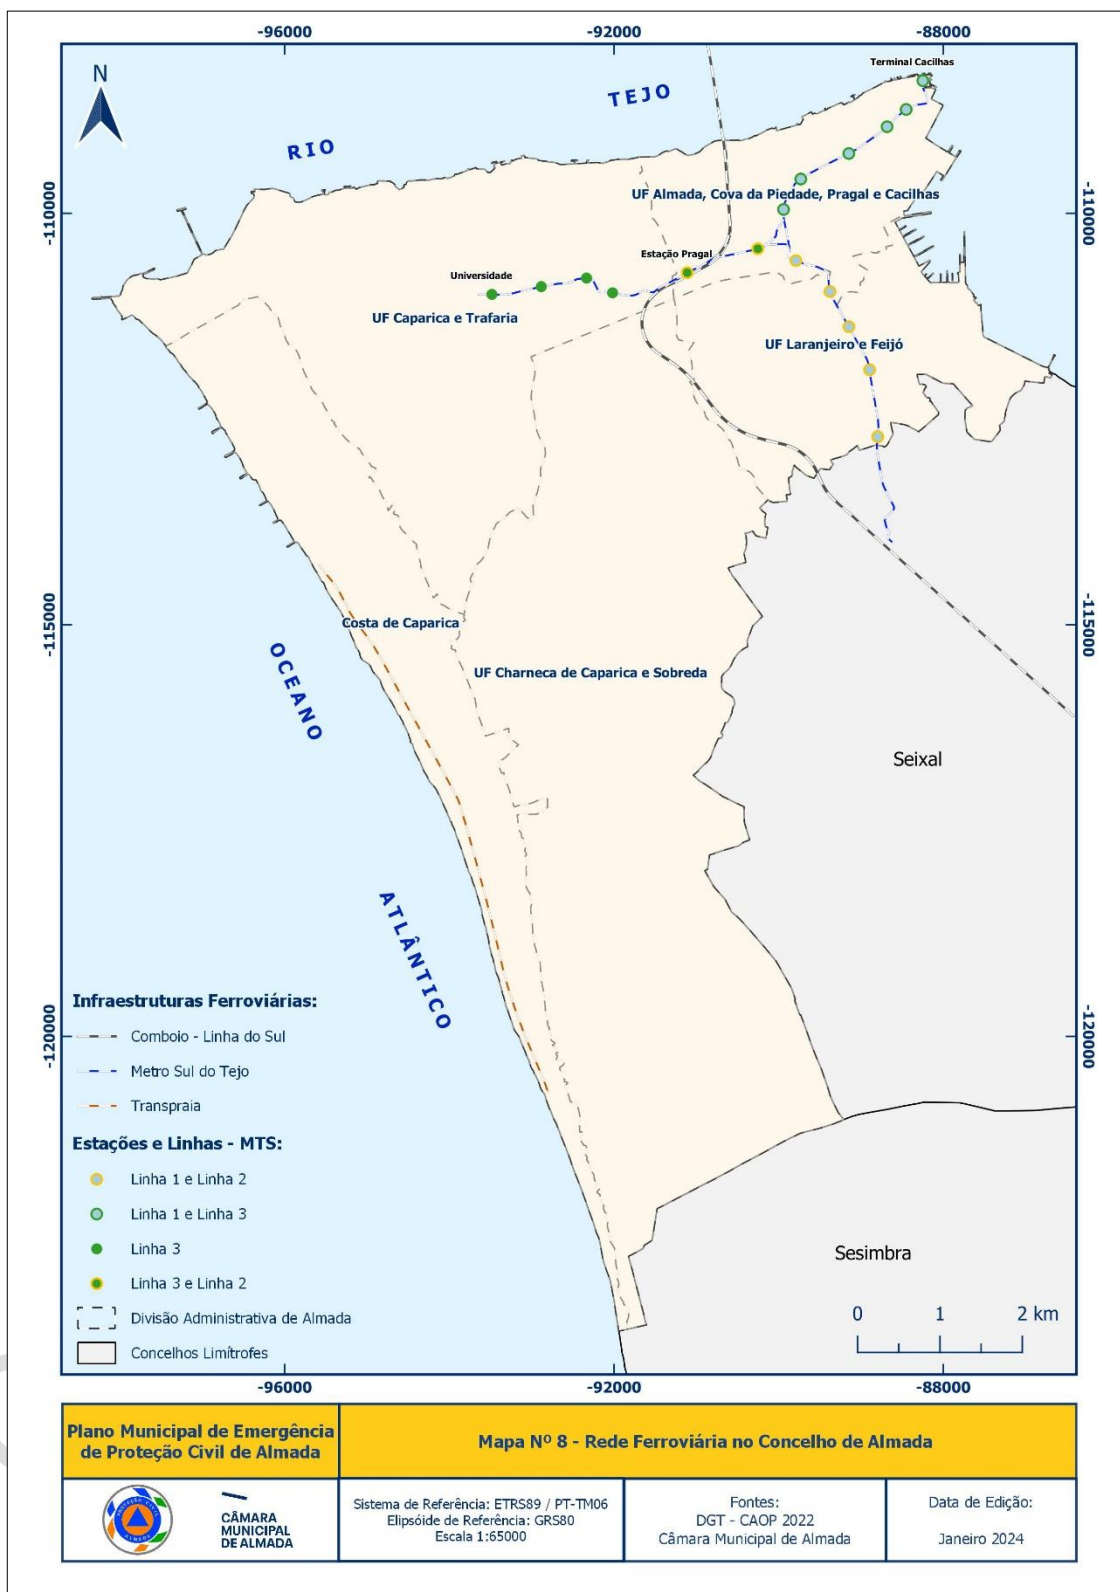 -96000
-92000
-88000
N
Terminal Cacilhas
TEJO
RIO
-110000
-110000
UF Almada, Cova da Piedade, Pragal e Cacilhas
Estação Pragal
Universidade
UF Caparica e Trafaria
UF Laranjeiro e Feijó
-115000
-115000
Costa de Caparica
OCEANO
UF Charneca de Caparica e Sobreda
Seixal
ATLÂNTICO
Infraestruturas Ferroviárias:
-120000
-120000
Comboio - Linha do Sul
Metro Sul do Tejo
Transpraia
Estações e Linhas - MTS:
Linha 1 e Linha 2
Linha 1 e Linha 3
Linha 3
Sesimbra
Linha 3 e Linha 2
Divisão Administrativa de Almada
0 1 2 km
Concelhos Limítrofes
-96000
-92000
-88000
Plano Municipal de Emergência
de Proteção Civil de Almada
Mapa Nº 8 - Rede Ferroviária no Concelho de Almada
PROTEÇÃO CIVIL
ALMADA
CÂMARA
MUNICIPAL
DE ALMADA
Sistema de Referência: ETRS89 / PT-TM06
Elipsóide de Referência: GRS80
Escala 1:65000
Fontes:
DGT - CAOP 2022
Câmara Municipal de Almada
Data de Edição:
Janeiro 2024